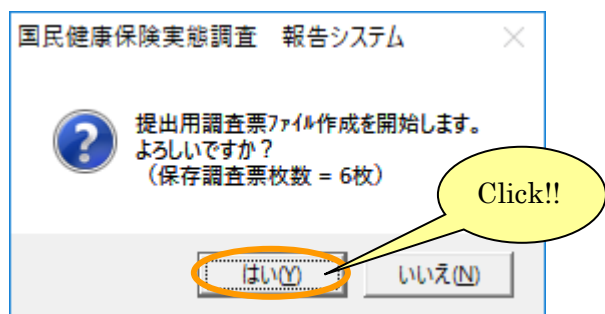 国民健康保険実態調査　報告システム
提出用調査票ﾌｧｲﾙ作成を開始します。
よろしいですか？
（保存調査票枚数 = 6枚）
Click!!
はい(Y)
いいえ(N)